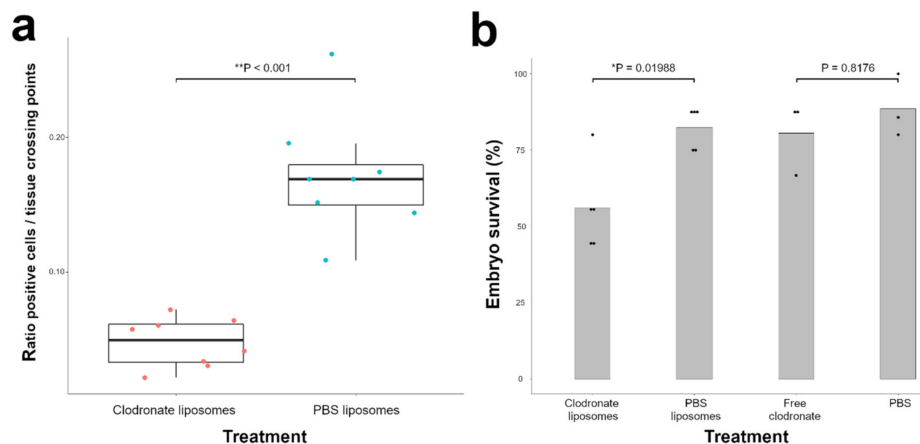 a
**P < 0.001
0.20
0.10
Ratio positive cells / tissue crossing points
Clodronate liposomes
PBS liposomes
Treatment
b
*P = 0.01988
P = 0.8176
100
75
50
25
0
Embryo survival (%)
Clodronate
liposomes
PBS
liposomes
Free
clodronate
PBS
Treatment